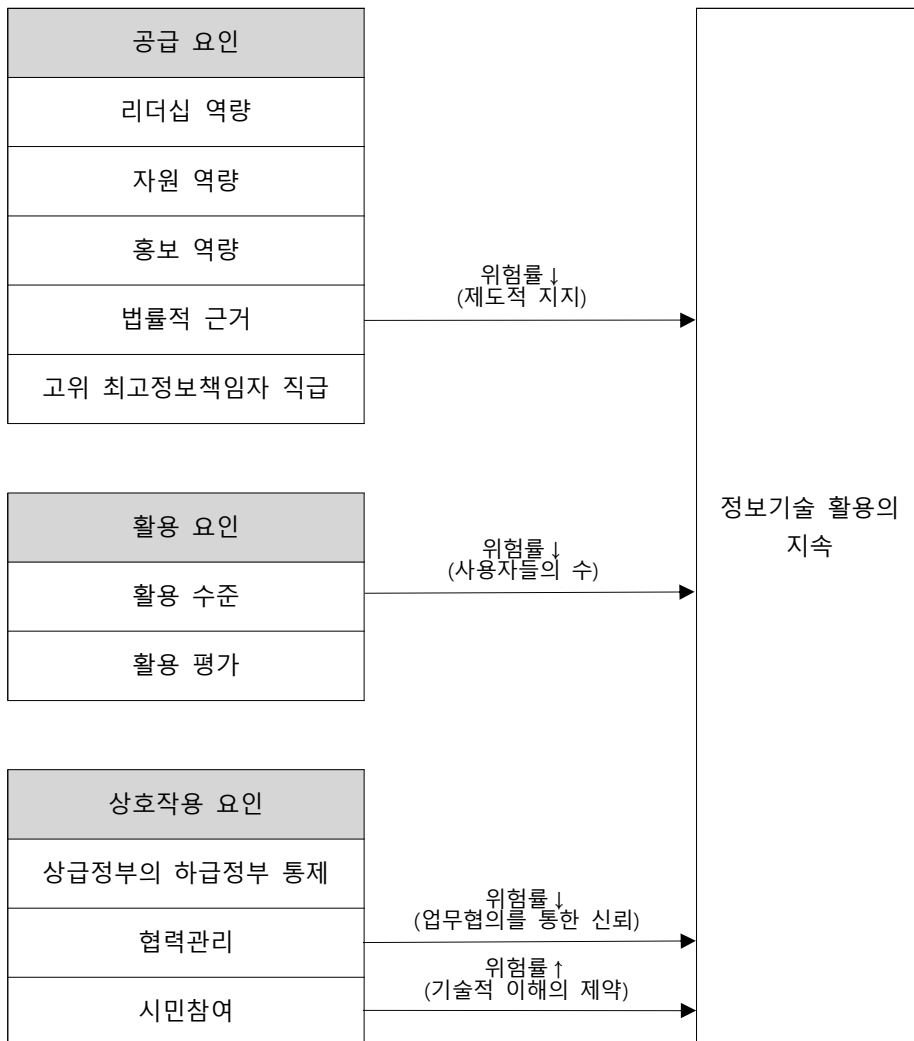 공급 요인
리더십 역량
자원 역량
홍보 역량
법률적 근거
고위 최고정보책임자 직급
위험률↓
(제도적 지지)
활용 요인
활용 수준
활용 평가
위험률↓
(사용자들의 수)
상호작용 요인
상급정부의 하급정부 통제
협력관리
시민참여
위험률↓
(업무협의를 통한 신뢰)
위험률↑
(기술적 이해의 제약)
정보기술 활용의
지속